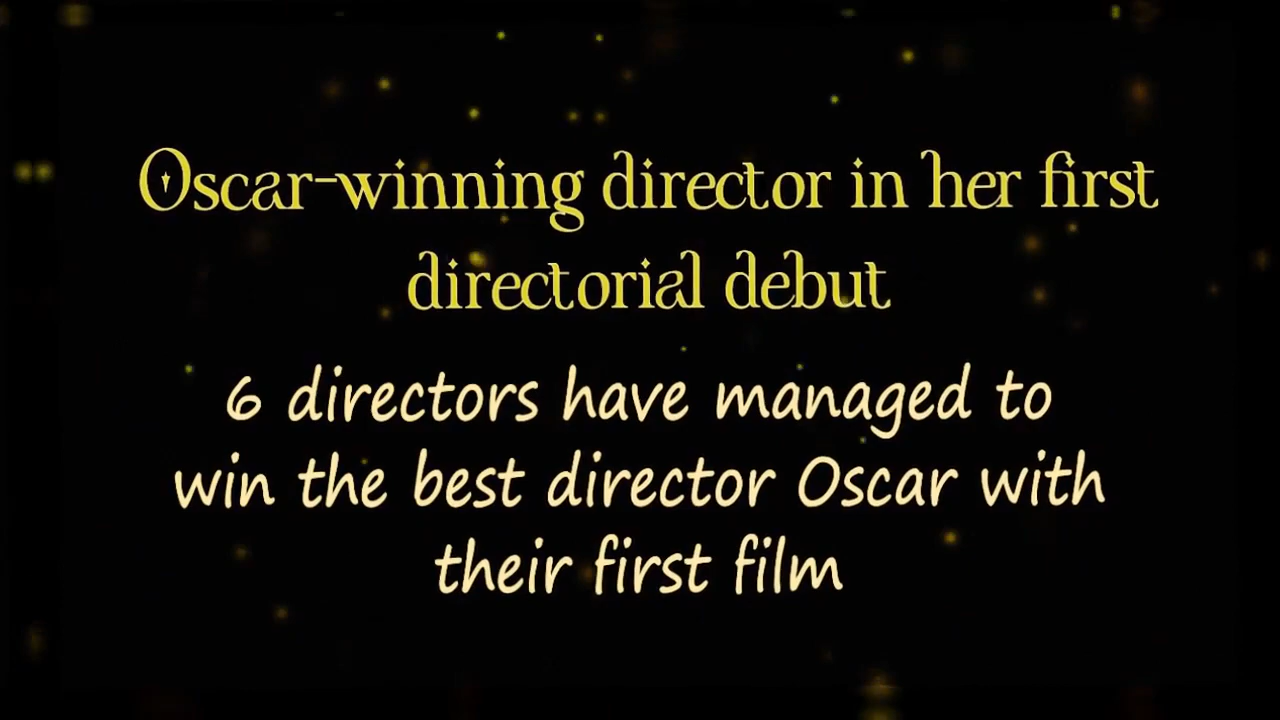 Oscar-winning director in her first
directorial debut
6 directors have managed to
win the best director Oscar with
their first film